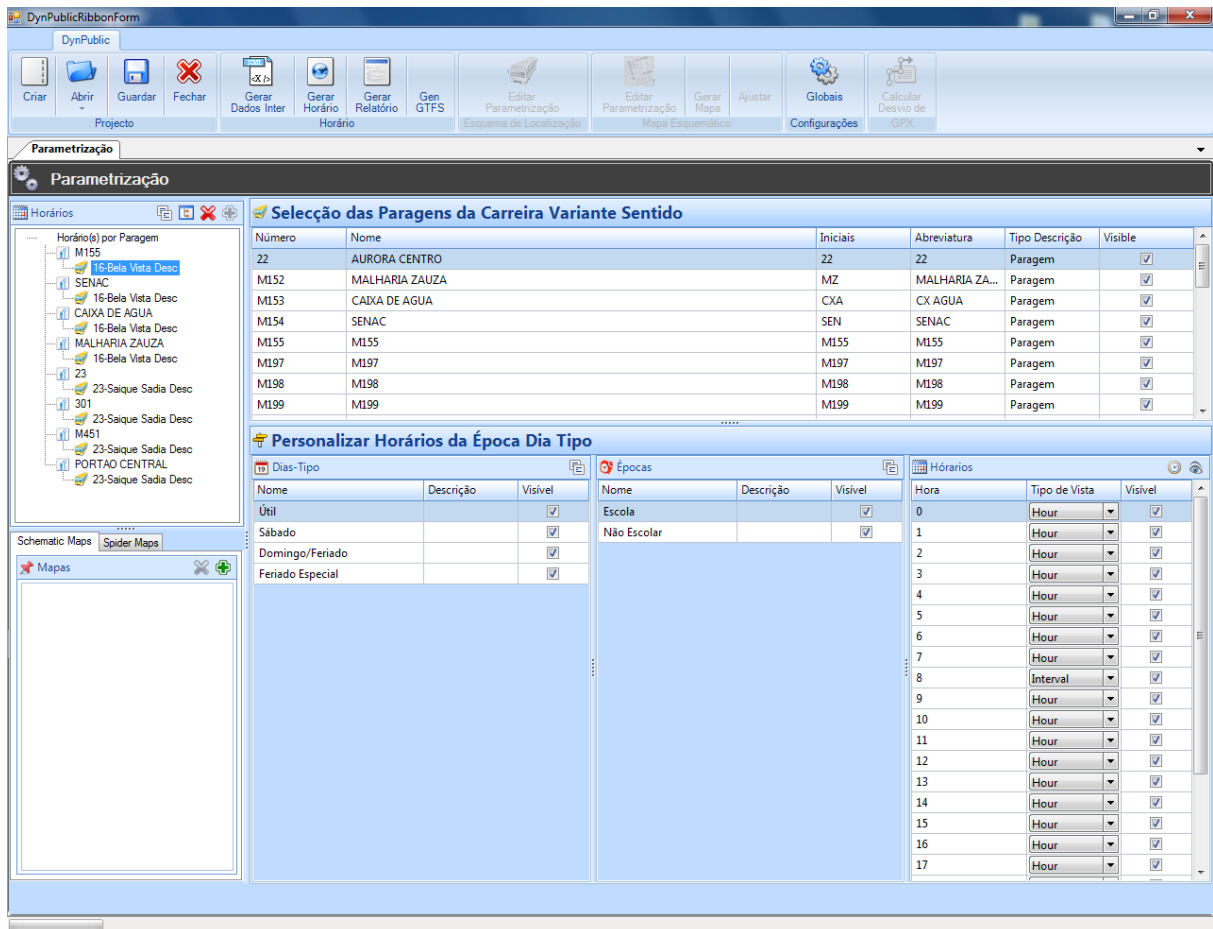 DynPublicRibbonForm
DynPublic
Criar Abrir Guardar Fechar Gerar Dados Inter Gerar Horário Gerar Relatório Gen GTFS Editar Parametrização Editar Parametrização Gerar Mapa Ajustar Globais Calcular Desvio de
Projecto Horário Esquema de Localização Mapa Esquemático Configurações GPX
Parametrização
Parametrização
Horários
Horário(s) por Paragem
M155
16-Bela Vista Desc
SENAC
16-Bela Vista Desc
CAIXA DE AGUA
16-Bela Vista Desc
MALHARIA ZAUZA
16-Bela Vista Desc
23
23-Saique Sadia Desc
301
23-Saique Sadia Desc
M451
23-Saique Sadia Desc
PORTAO CENTRAL
23-Saique Sadia Desc
Schematic Maps Spider Maps
Mapas
Selecção das Paragens da Carreira Variante Sentido
Número Nome Iniciais Abreviatura Tipo Descrição Visible
22 AURORA CENTRO 22 22 Paragem
M152 MALHARIA ZAUZA MZ MALHARIA ZA... Paragem
M153 CAIXA DE AGUA CXA CX AGUA Paragem
M154 SENAC SEN SENAC Paragem
M155 M155 M155 M155 Paragem
M197 M197 M197 M197 Paragem
M198 M198 M198 M198 Paragem
M199 M199 M199 M199 Paragem
Personalizar Horários da Época Dia Tipo
19 Dias-Tipo
Nome Descrição Visível
Útil
Sábado
Domingo/Feriado
Feriado Especial
Épocas
Nome Descrição Visível
Escola
Não Escolar
Hórarios
Hora Tipo de Vista Visível
0 Hour
1 Hour
2 Hour
3 Hour
4 Hour
5 Hour
6 Hour
7 Hour
8 Interval
9 Hour
10 Hour
11 Hour
12 Hour
13 Hour
14 Hour
15 Hour
16 Hour
17 Hour